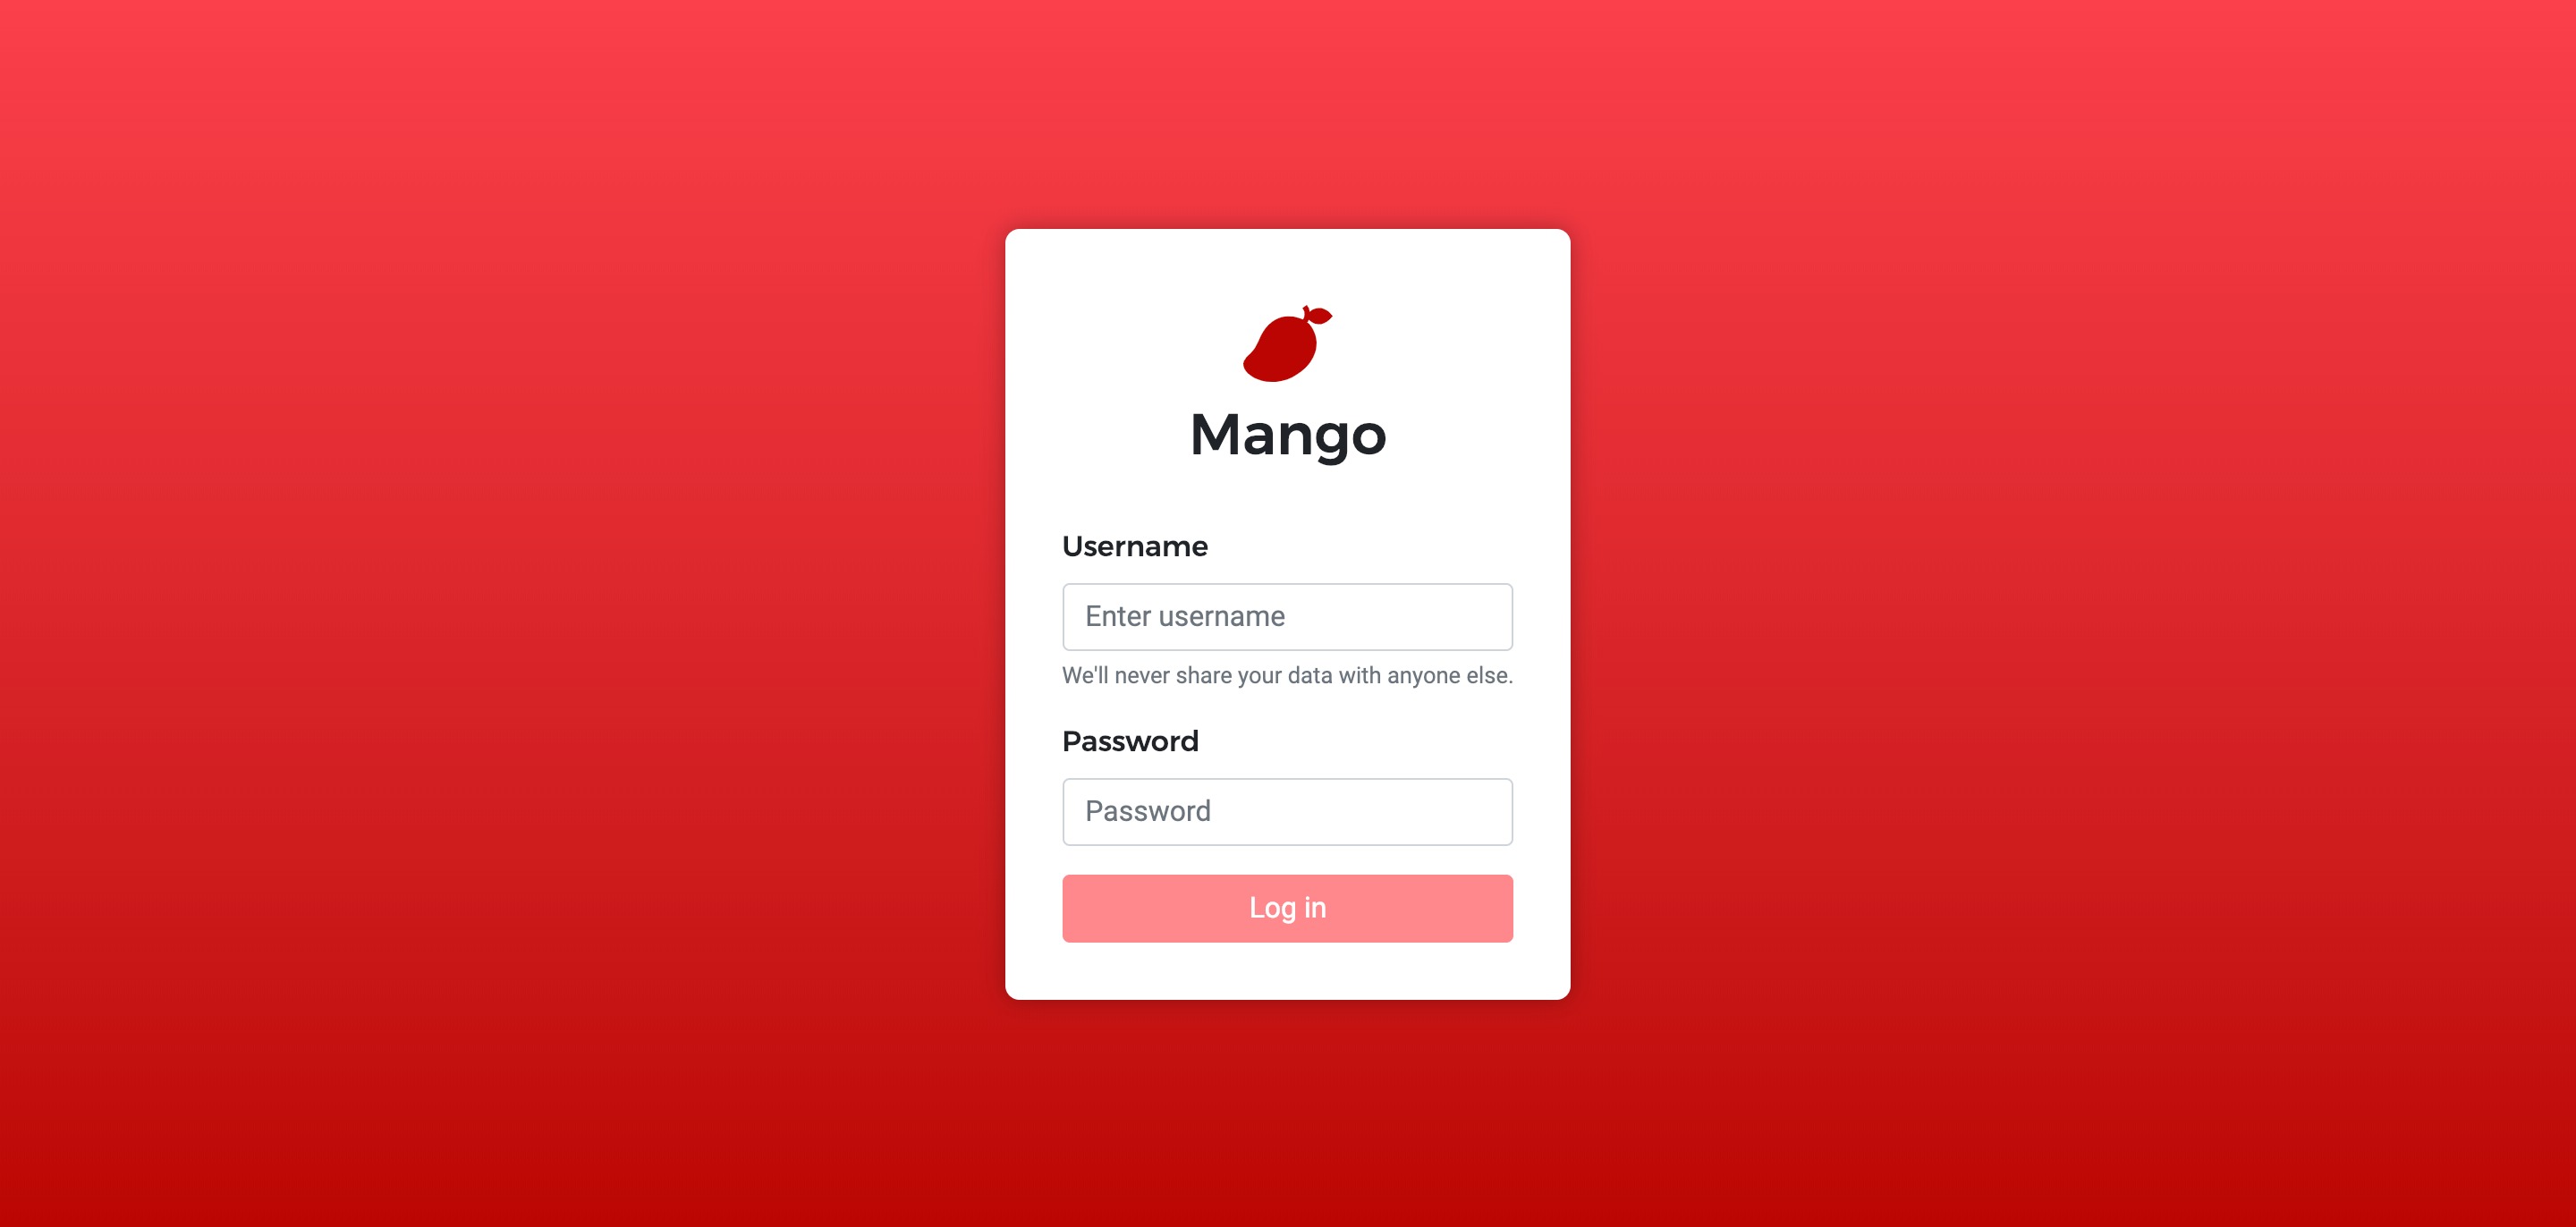 Mango
Username
Enter username
We'll never share your data with anyone else.
Password
Password
Log in